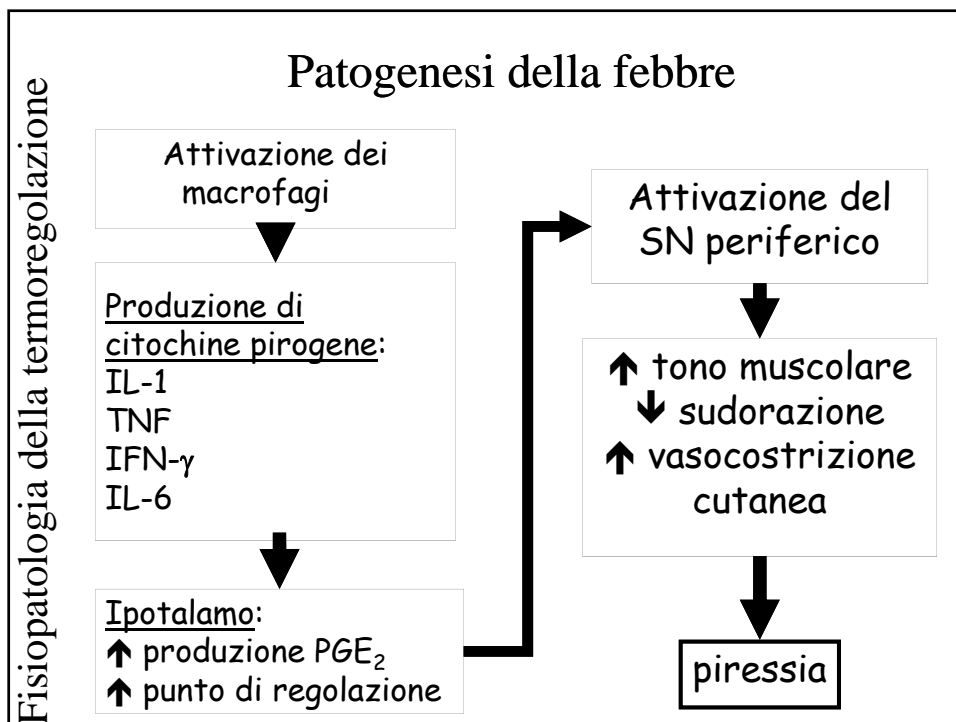 Fisiopatologia della termoregolazione
Patogenesi della febbre
Attivazione dei
macrofagi
Produzione di
citochine pirogene:
IL-1
TNF
IFN-γ
IL-6
Ipotalamo:
↑ produzione PGE₂
↑ punto di regolazione
Attivazione del
SN periferico
↑ tono muscolare
↓ sudorazione
↑ vasocostrizione
cutanea
piressia